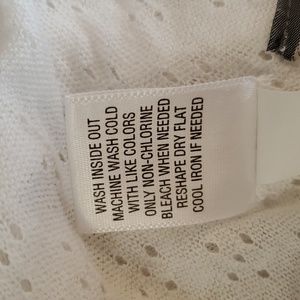 WASH INSIDE OUT
MACHINE WASH COLD
WITH LIKE COLORS
ONLY NON-CHLORINE
BLEACH WHEN NEEDED
RESHAPE DRY FLAT
COOL IRON IF NEEDED